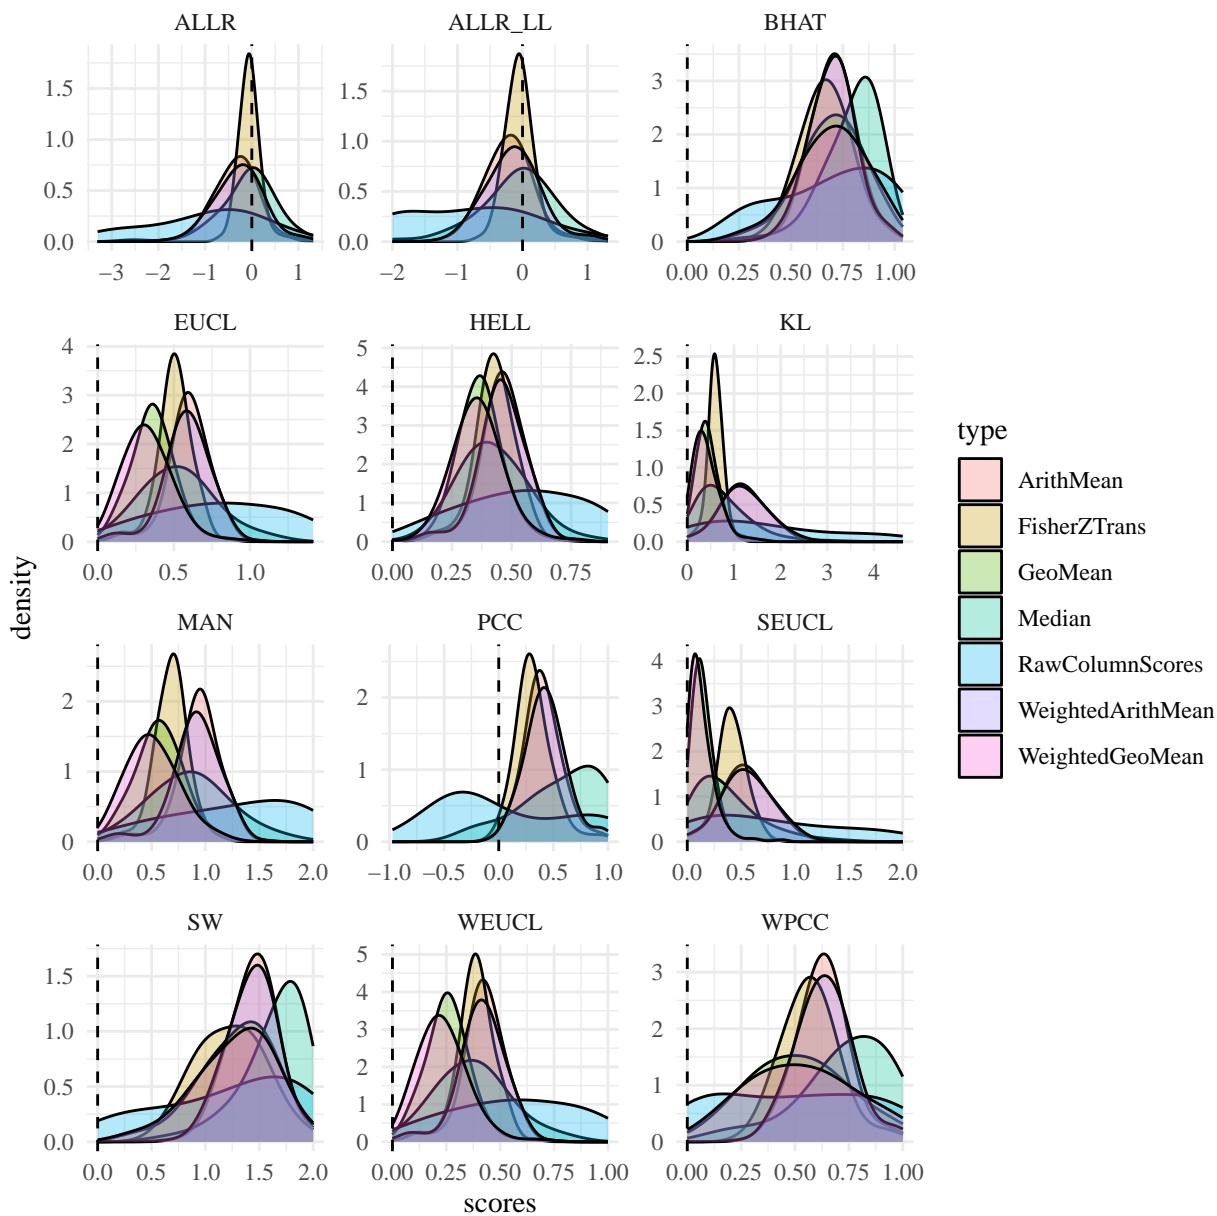 ALLR ALLR_LL BHAT
1.5
1.0
0.5
0.0
−3 −2 −1 0 1
1.5
1.0
0.5
0.0
−2 −1 0 1
3
2
1
0
0.00 0.25 0.50 0.75 1.00
EUCL HELL KL
4
3
2
1
0
0.0 0.5 1.0
5
4
3
2
1
0
0.00 0.25 0.50 0.75
2.5
2.0
1.5
1.0
0.5
0.0
0 1 2 3 4
MAN PCC SEUCL
2
1
0
0.0 0.5 1.0 1.5 2.0
2
1
0
−1.0 −0.5 0.0 0.5 1.0
4
3
2
1
0
0.0 0.5 1.0 1.5 2.0
SW WEUCL WPCC
1.5
1.0
0.5
0.0
0.0 0.5 1.0 1.5 2.0
5
4
3
2
1
0
0.00 0.25 0.50 0.75 1.00
3
2
1
0
0.00 0.25 0.50 0.75 1.00
density
scores
type
ArithMean
FisherZTrans
GeoMean
Median
RawColumnScores
WeightedArithMean
WeightedGeoMean